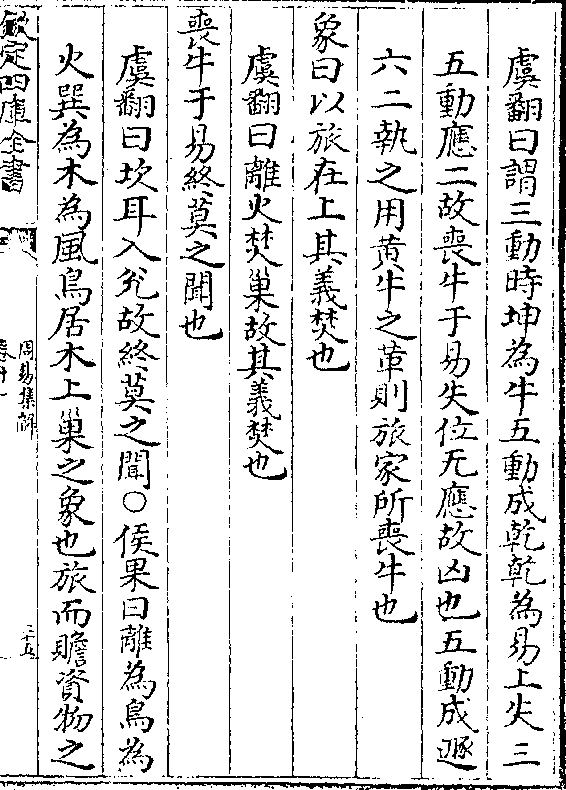 虞翻曰謂三動時坤為牛五動成乾乾為易上失三
五動應二故喪牛于易失位无應故凶也五動成遯
六二執之用黄牛之革則旅家所喪牛也
象曰以旅在上其義焚也
虞翻曰離火焚巢故其義焚也
喪牛于易終莫之聞也
虞翻曰坎耳入兊故終莫之聞○侯果曰離為鳥為
火巽為木為風鳥居木上巢之象也旅而贍資物之
欽定四庫全書
周易集解
卷十一
三十五